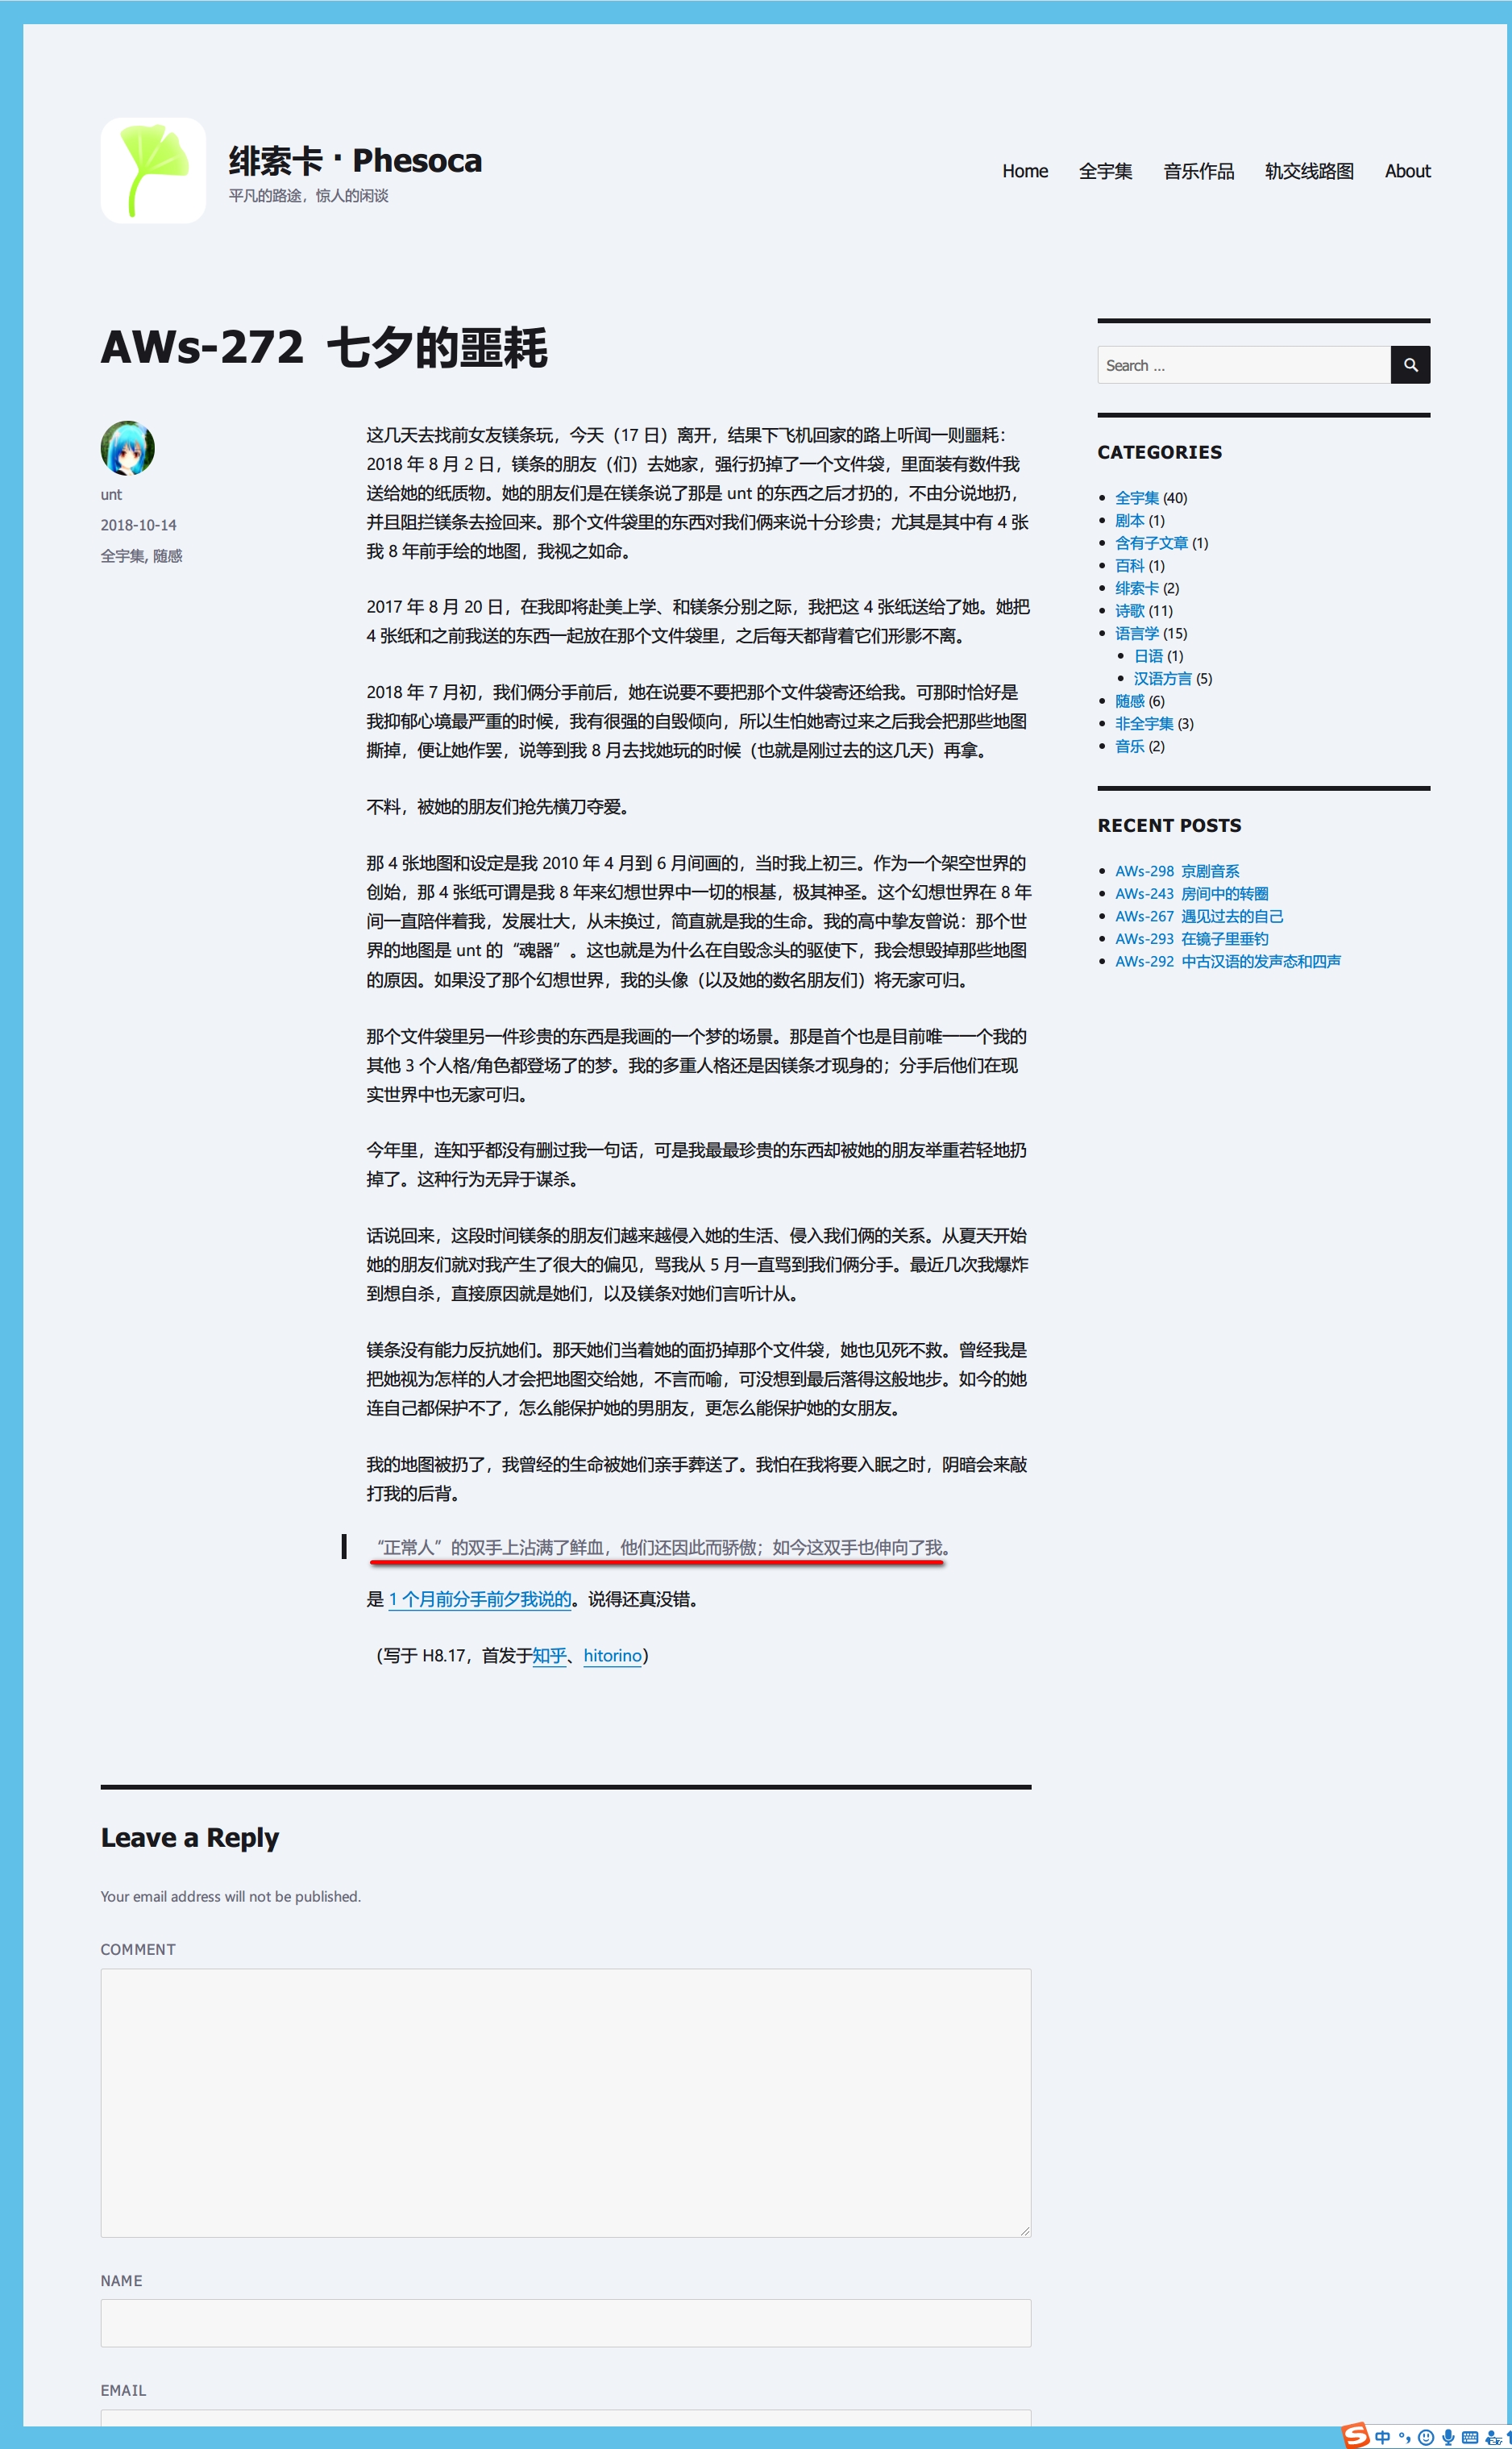 绯索卡 · Phesoca
平凡的路途，惊人的闲谈
Home 全宇集 音乐作品 轨交线路图 About
AWs-272 七夕的噩耗
unt
2018-10-14
全宇集, 随感
这几天去找前女友镁条玩，今天（17 日）离开，结果下飞机回家的路上听闻一则噩耗：
2018 年 8 月 2 日，镁条的朋友（们）去她家，强行扔掉了一个文件袋，里面装有数件我
送给她的纸质物。她的朋友们是在镁条说了那是 unt 的东西之后才扔的，不由分说地扔，
并且阻拦镁条去捡回来。那个文件袋里的东西对我们俩来说十分珍贵；尤其是其中有 4 张
我 8 年前手绘的地图，我视之如命。
2017 年 8 月 20 日，在我即将赴美上学、和镁条分别之际，我把这 4 张纸送给了她。她把
4 张纸和之前我送的东西一起放在那个文件袋里，之后每天都背着它们形影不离。
2018 年 7 月初，我们俩分手前后，她在说要不要把那个文件袋寄还给我。可那时恰好是
我抑郁心境最严重的时候，我有很强的自毁倾向，所以生怕她寄过来之后我会把那些地图
撕掉，便让她作罢，说等到我 8 月去找她玩的时候（也就是刚过去的这几天）再拿。
不料，被她的朋友们抢先横刀夺爱。
那 4 张地图和设定是我 2010 年 4 月到 6 月间画的，当时我上初三。作为一个架空世界的
创始，那 4 张纸可谓是我 8 年来幻想世界中一切的根基，极其神圣。这个幻想世界在 8 年
间一直陪伴着我，发展壮大，从未换过，简直就是我的生命。我的高中挚友曾说：那个世
界的地图是 unt 的“魂器”。这也就是为什么在自毁念头的驱使下，我会想毁掉那些地图
的原因。如果没了那个幻想世界，我的头像（以及她的数名朋友们）将无家可归。
那个文件袋里另一件珍贵的东西是我画的一个梦的场景。那是首个也是目前唯一一个我的
其他 3 个人格/角色都登场了的梦。我的多重人格还是因镁条才现身的；分手后他们在现
实世界中也无家可归。
今年里，连知乎都没有删过我一句话，可是我最最珍贵的东西却被她的朋友举重若轻地扔
掉了。这种行为无异于谋杀。
话说回来，这段时间镁条的朋友们越来越侵入她的生活、侵入我们俩的关系。从夏天开始
她的朋友们就对我产生了很大的偏见，骂我从 5 月一直骂到我们俩分手。最近几次我爆炸
到想自杀，直接原因就是她们，以及镁条对她们言听计从。
镁条没有能力反抗她们。那天她们当着她的面扔掉那个文件袋，她也见死不救。曾经我是
把她视为怎样的人才会把地图交给她，不言而喻，可没想到最后落得这般地步。如今的她
连自己都保护不了，怎么能保护她的男朋友，更怎么能保护她的女朋友。
我的地图被扔了，我曾经的生命被她们亲手葬送了。我怕在我将要入眠之时，阴暗会来敲
打我的后背。
“正常人”的双手上沾满了鲜血，他们还因此而骄傲；如今这双手也伸向了我。
是 1 个月前分手前夕我说的。说得还真没错。
（写于 H8.17，首发于知乎、hitorino）
Search …
CATEGORIES
全宇集 (40)
剧本 (1)
含有子文章 (1)
百科 (1)
绯索卡 (2)
诗歌 (11)
语言学 (15)
日语 (1)
汉语方言 (5)
随感 (6)
非全宇集 (3)
音乐 (2)
RECENT POSTS
AWs-298 京剧音系
AWs-243 房间中的转圈
AWs-267 遇见过去的自己
AWs-293 在镜子里垂钓
AWs-292 中古汉语的发声态和四声
Leave a Reply
Your email address will not be published.
COMMENT
NAME
EMAIL
中